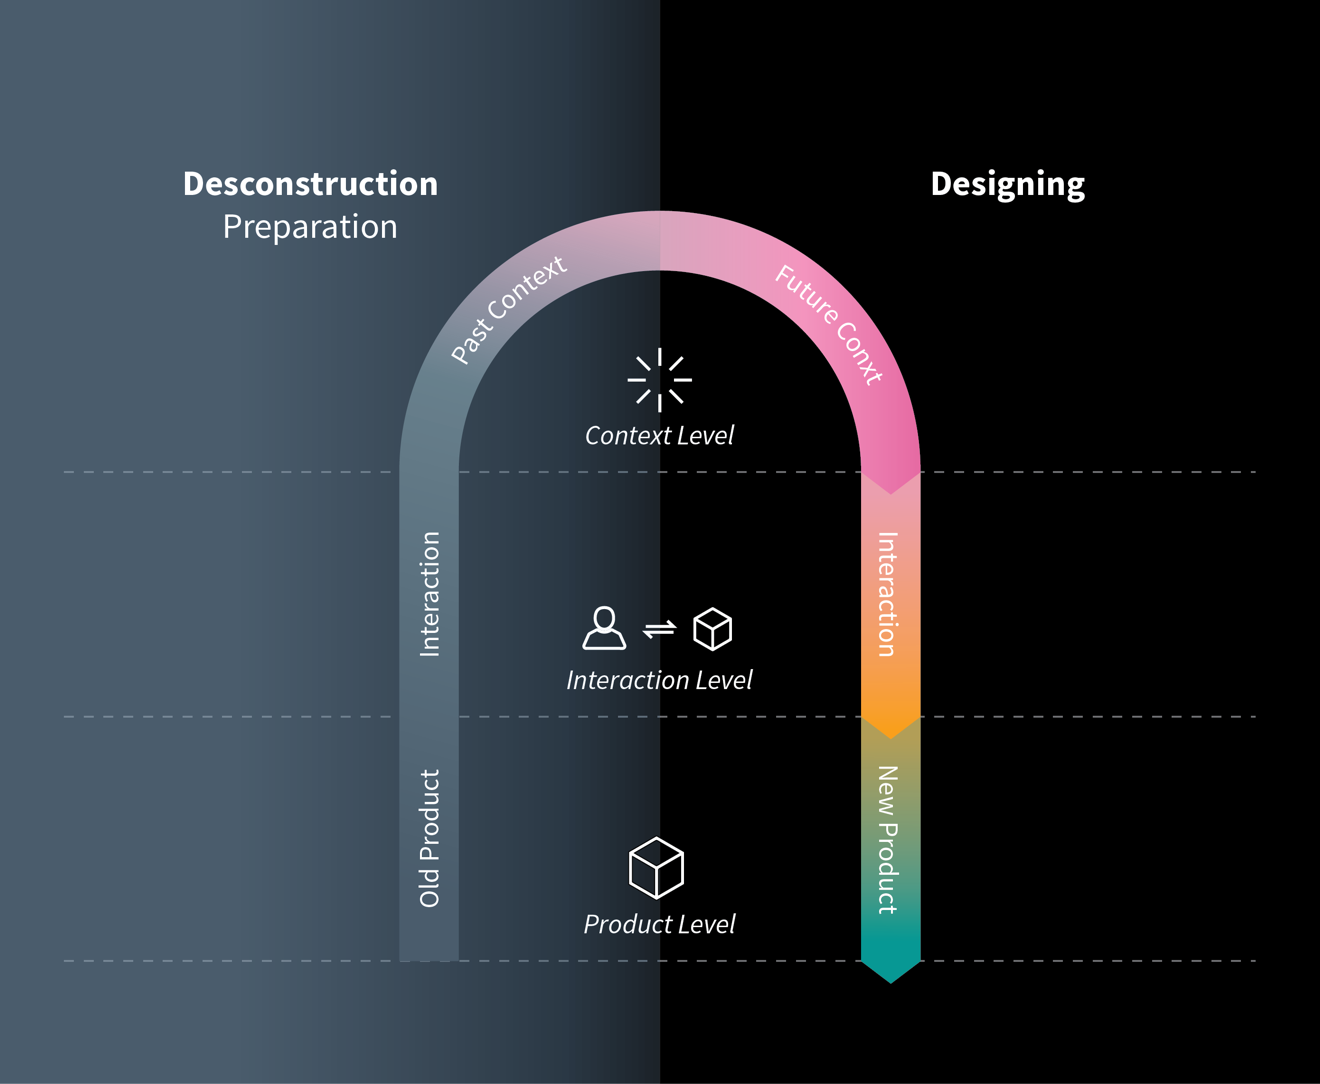 Desconstruction
Preparation
Designing
Past Context
Future Conxt
Context Level
Interaction
Interaction
Interaction Level
Old Product
New Product
Product Level